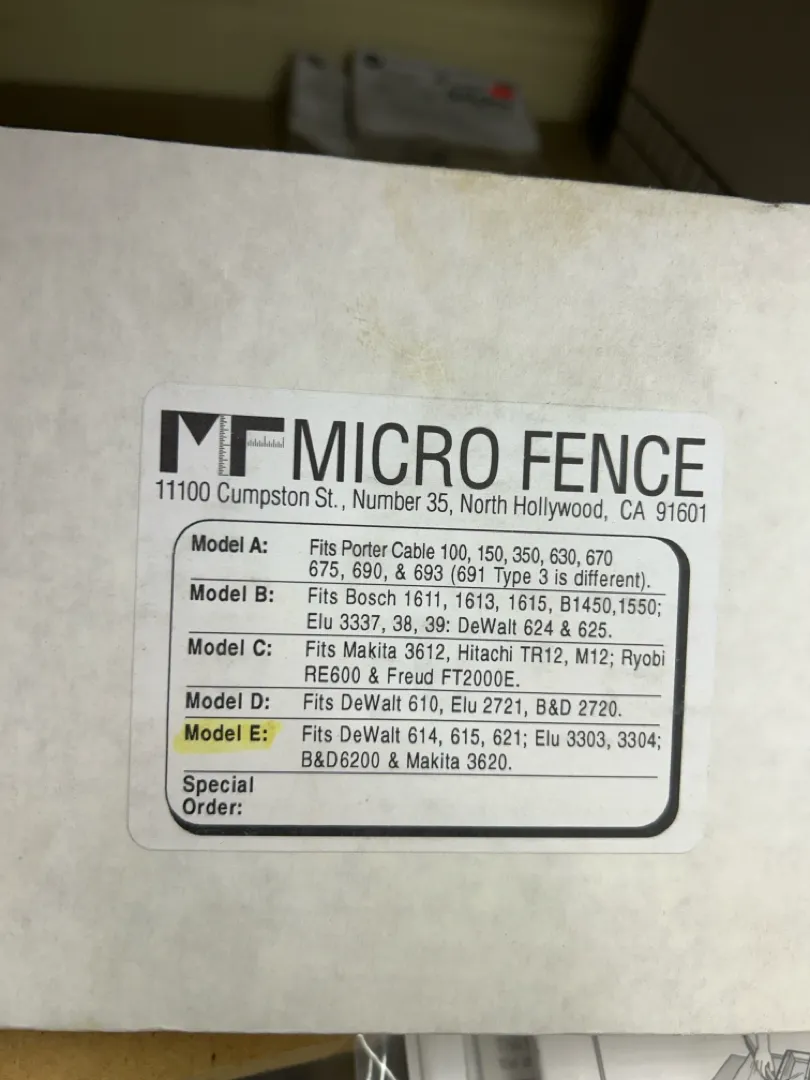 MF MICRO FENCE
11100 Cumpston St., Number 35, North Hollywood, CA 91601
Model A: Fits Porter Cable 100, 150, 350, 630, 670
675, 690, & 693 (691 Type 3 is different).
Model B: Fits Bosch 1611, 1613, 1615, B1450,1550;
Elu 3337, 38, 39: DeWalt 624 & 625.
Model C: Fits Makita 3612, Hitachi TR12, M12; Ryobi
RE600 & Freud FT2000E.
Model D: Fits DeWalt 610, Elu 2721, B&D 2720.
Model E: Fits DeWalt 614, 615, 621; Elu 3303, 3304;
B&D6200 & Makita 3620.
Special
Order: